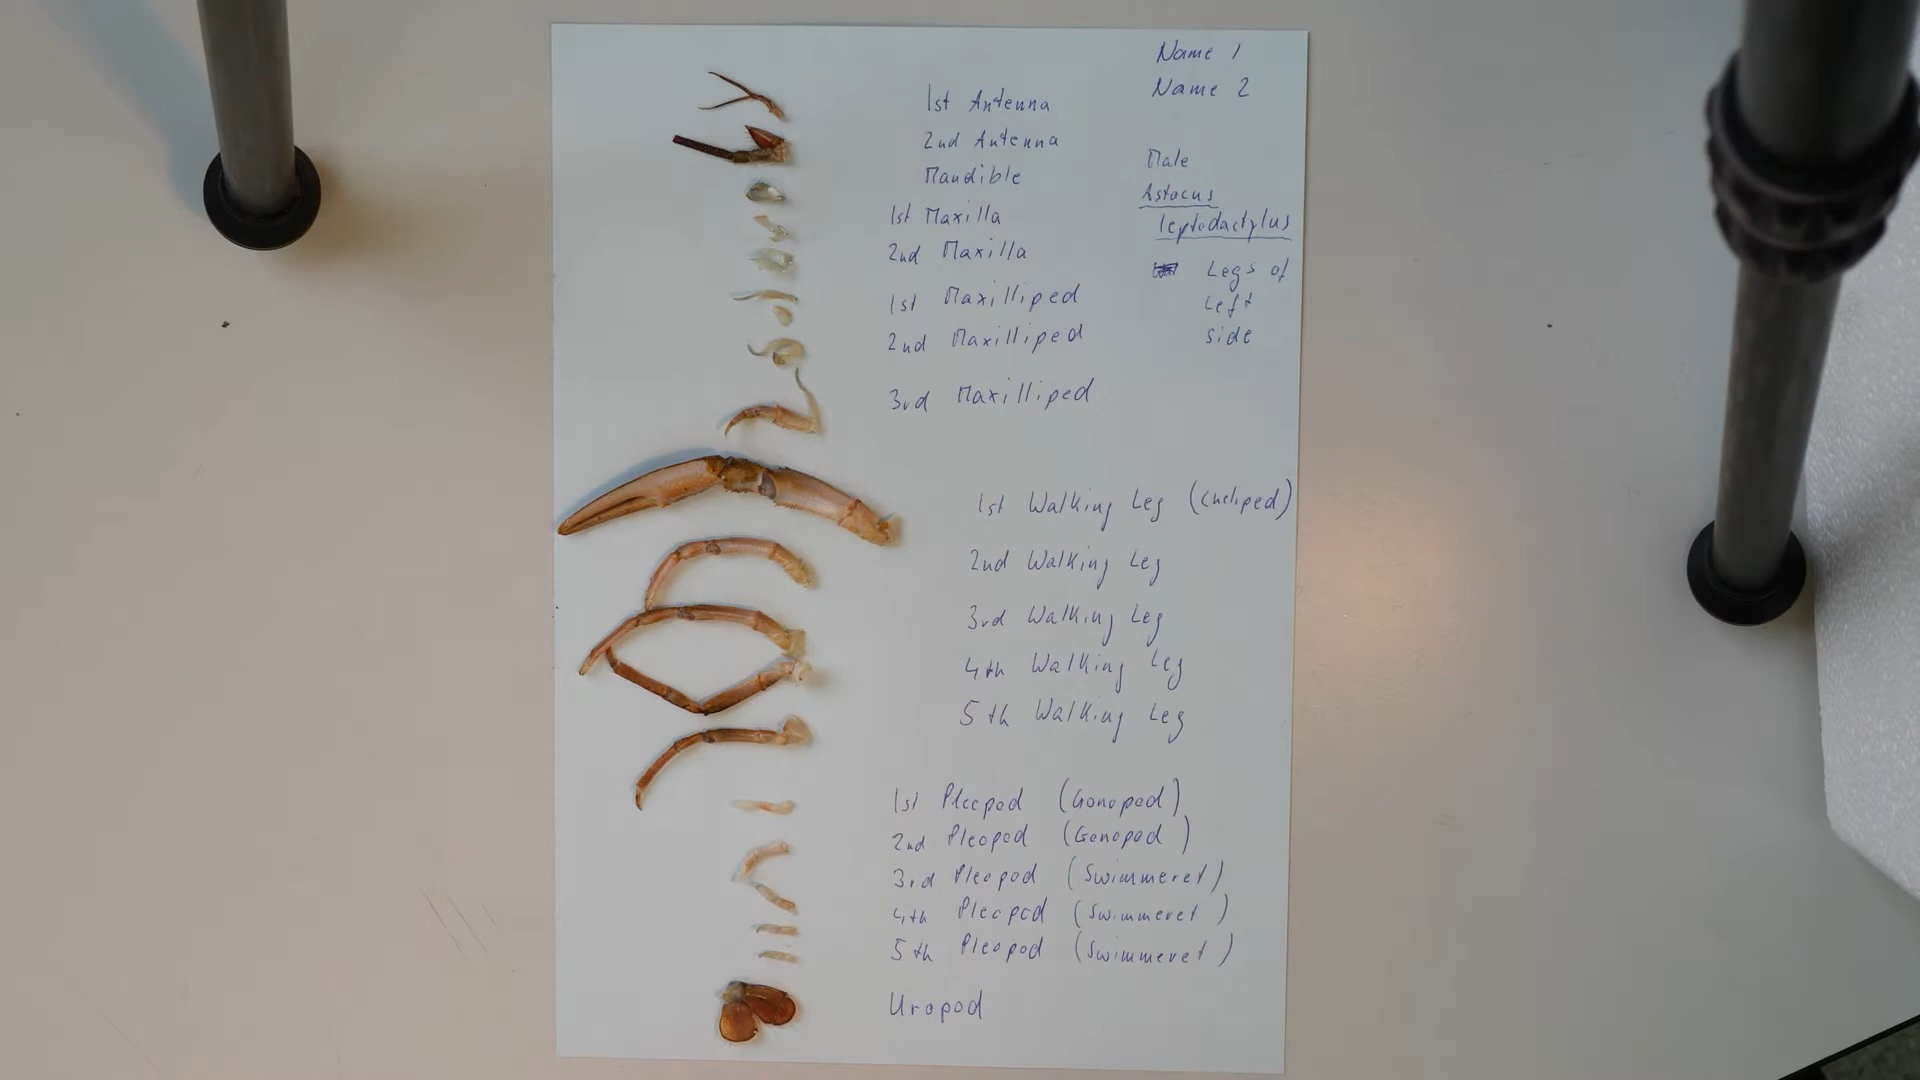 Name 1
Name 2
1st Antenna
2nd Antenna
Mandible
1st Maxilla
2nd Maxilla
1st Maxilliped
2nd Maxilliped
3rd Maxilliped
Male
Astacus
leptodactylus
Legs of
left
side
1st Walking Leg (Cheliped)
2nd Walking Leg
3rd Walking Leg
4th Walking Leg
5th Walking Leg
1st Pleopod (Gonopod)
2nd Pleopod (Gonopod)
3rd Pleopod (Swimmeret)
4th Pleopod (Swimmeret)
5th Pleopod (Swimmeret)
Uropod